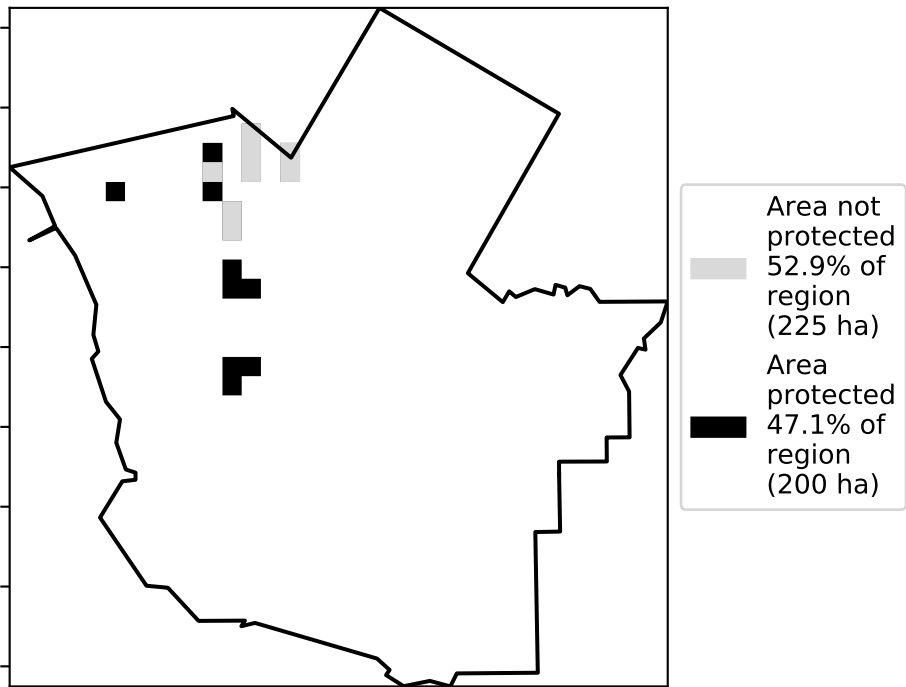 Area not
protected
52.9% of
region
(225 ha)
Area
protected
47.1% of
region
(200 ha)